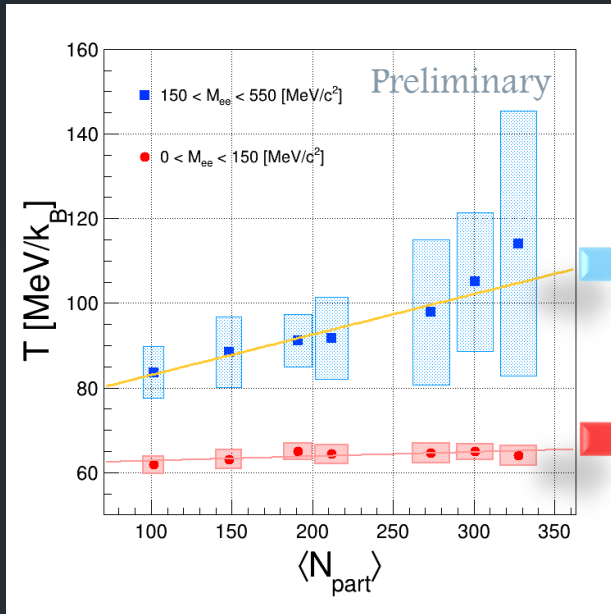 160
140
120
100
80
60
T [MeV/k_B]
Preliminary
150 < M_ee < 550 [MeV/c²]
0 < M_ee < 150 [MeV/c²]
100 150 200 250 300 350
⟨N_part⟩